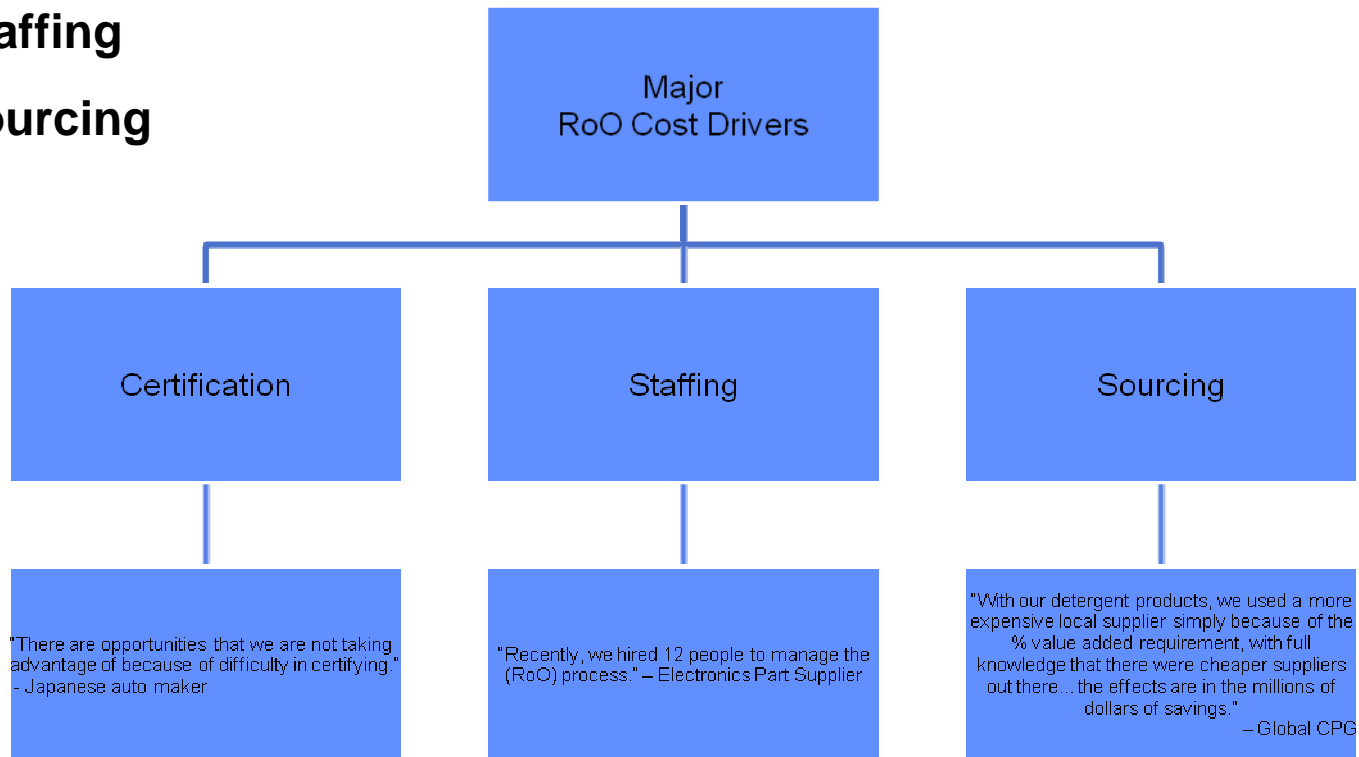 affing
ourcing
Major
RoO Cost Drivers
Certification
Staffing
Sourcing
"There are opportunities that we are not taking
advantage of because of difficulty in certifying."
- Japanese auto maker
"Recently, we hired 12 people to manage the
(RoO) process." – Electronics Part Supplier
"With our detergent products, we used a more
expensive local supplier simply because of the
% value added requirement, with full
knowledge that there were cheaper suppliers
out there…the effects are in the millions of
dollars of savings."
– Global CPG